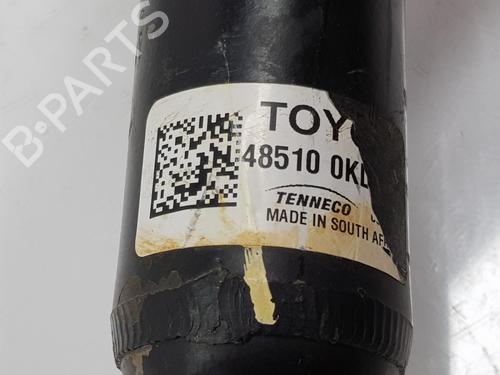 B-PARTS
TOYO
48510 0KD
TENNECO
MADE IN SOUTH AF